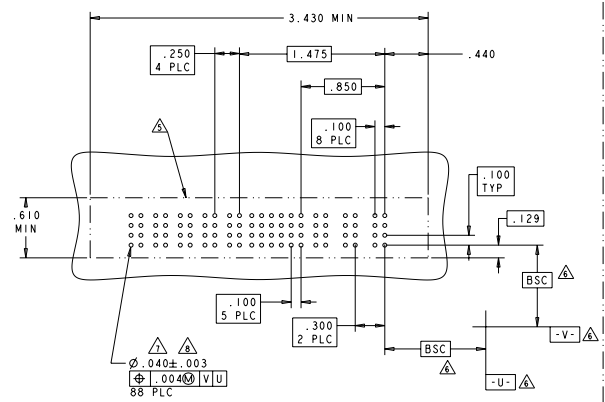 3.430 MIN
.250
4 PLC
1.475
.440
.850
.100
8 PLC
5
.100
TYP
.610
MIN
.129
BSC
6
.100
5 PLC
.300
2 PLC
-V-
6
BSC
6
-U-
6
7
8
Ø.040±.003
⌖ .004Ⓜ V U
88 PLC